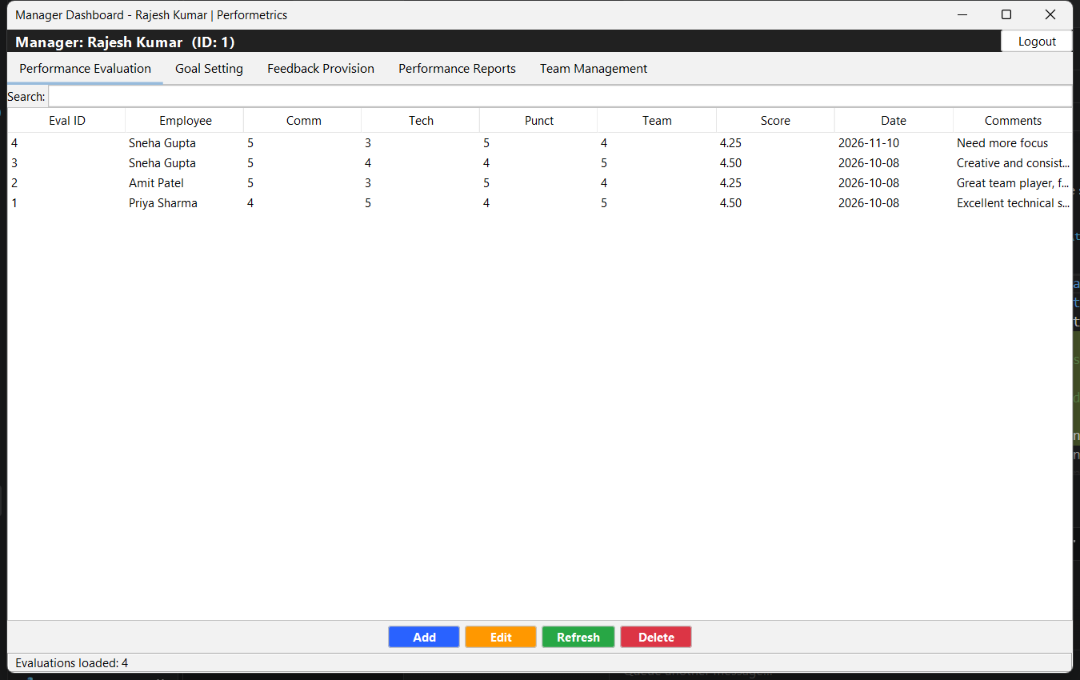 Manager Dashboard - Rajesh Kumar | Performetrics
Manager: Rajesh Kumar (ID: 1)
Logout
Performance Evaluation Goal Setting Feedback Provision Performance Reports Team Management
Search:
Eval ID Employee Comm Tech Punct Team Score Date Comments
4 Sneha Gupta 5 3 5 4 4.25 2026-11-10 Need more focus
3 Sneha Gupta 5 4 4 5 4.50 2026-10-08 Creative and consist...
2 Amit Patel 5 3 5 4 4.25 2026-10-08 Great team player, f...
1 Priya Sharma 4 5 4 5 4.50 2026-10-08 Excellent technical s...
Add Edit Refresh Delete
Evaluations loaded: 4